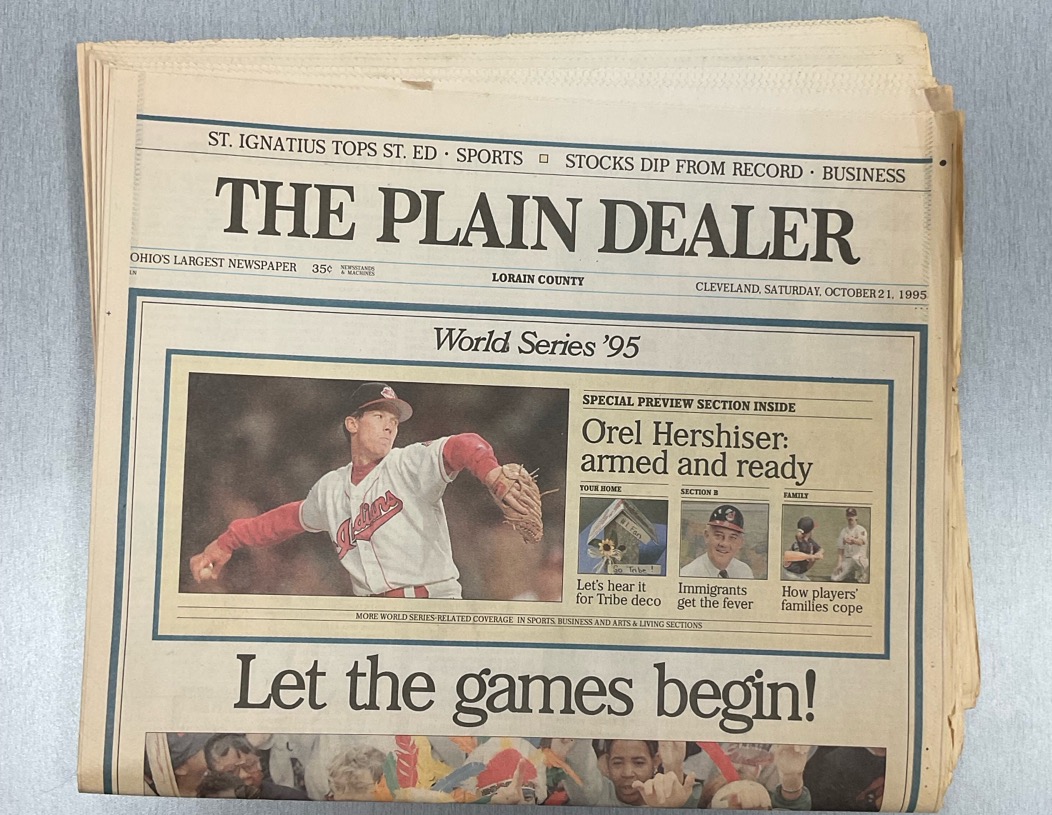 ST. IGNATIUS TOPS ST. ED · SPORTS □ STOCKS DIP FROM RECORD · BUSINESS
THE PLAIN DEALER
OHIO'S LARGEST NEWSPAPER 35¢ NEWSSTANDS & MACHINES
LORAIN COUNTY
CLEVELAND, SATURDAY, OCTOBER 21, 1995
World Series '95
Indians
SPECIAL PREVIEW SECTION INSIDE
Orel Hershiser:
armed and ready
YOUR HOME
Go Tribe!
Let's hear it
for Tribe deco
SECTION B
Immigrants
get the fever
FAMILY
How players'
families cope
MORE WORLD SERIES-RELATED COVERAGE IN SPORTS, BUSINESS AND ARTS & LIVING SECTIONS
Let the games begin!